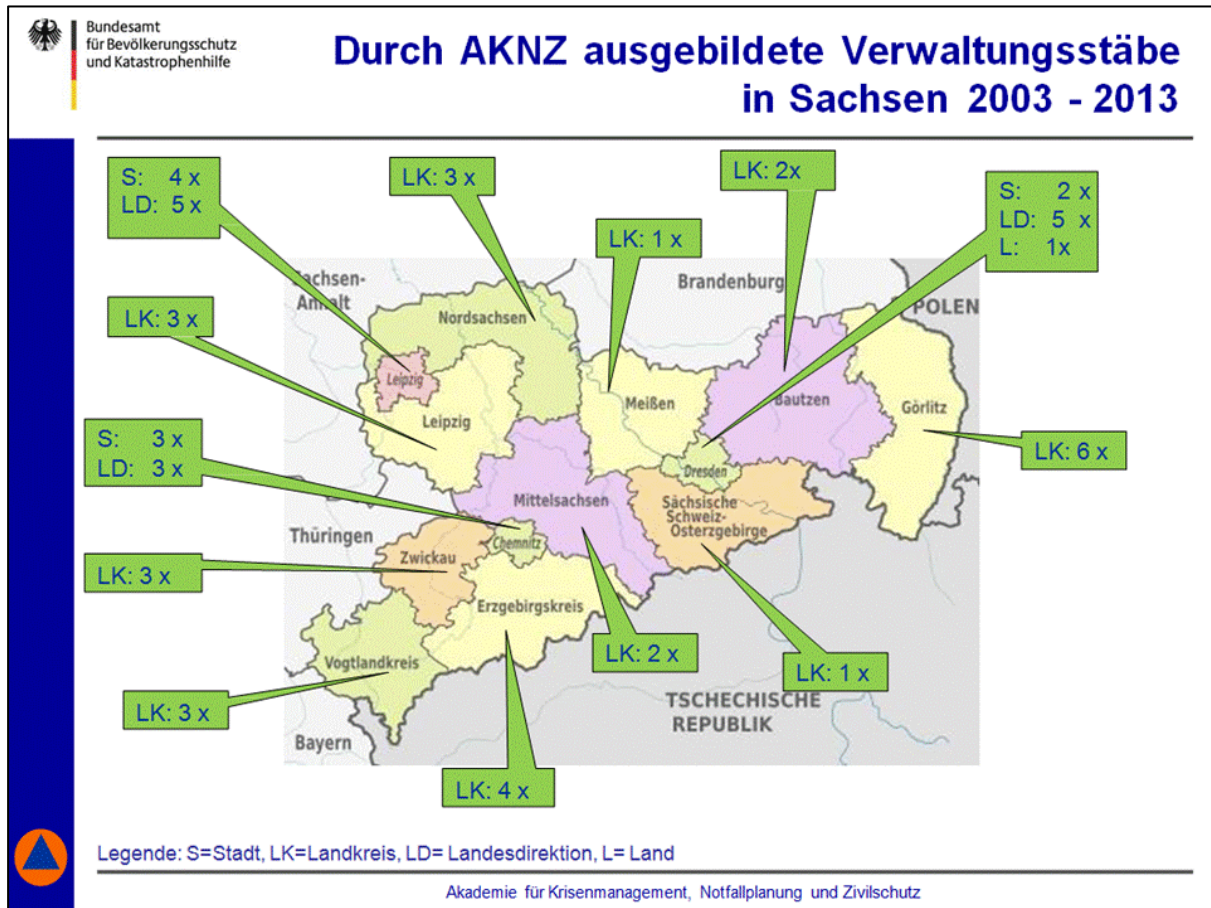 Bundesamt
für Bevölkerungsschutz
und Katastrophenhilfe
Durch AKNZ ausgebildete Verwaltungsstäbe
in Sachsen 2003 - 2013
S: 4 x
LD: 5 x
LK: 3 x
LK: 1 x
LK: 2x
S: 2 x
LD: 5 x
L: 1x
LK: 3 x
S: 3 x
LD: 3 x
LK: 3 x
LK: 3 x
LK: 4 x
LK: 2 x
LK: 1 x
LK: 6 x
Sachsen-
Anhalt
Brandenburg
POLEN
Nordsachsen
Leipzig
Leipzig
Meißen
Bautzen
Görlitz
Dresden
Mittelsachsen
Sächsische
Schweiz-
Osterzgebirge
Thüringen
Chemnitz
Zwickau
Erzgebirgskreis
Vogtlandkreis
TSCHECHISCHE
REPUBLIK
Bayern
Legende: S=Stadt, LK=Landkreis, LD= Landesdirektion, L= Land
Akademie für Krisenmanagement, Notfallplanung und Zivilschutz